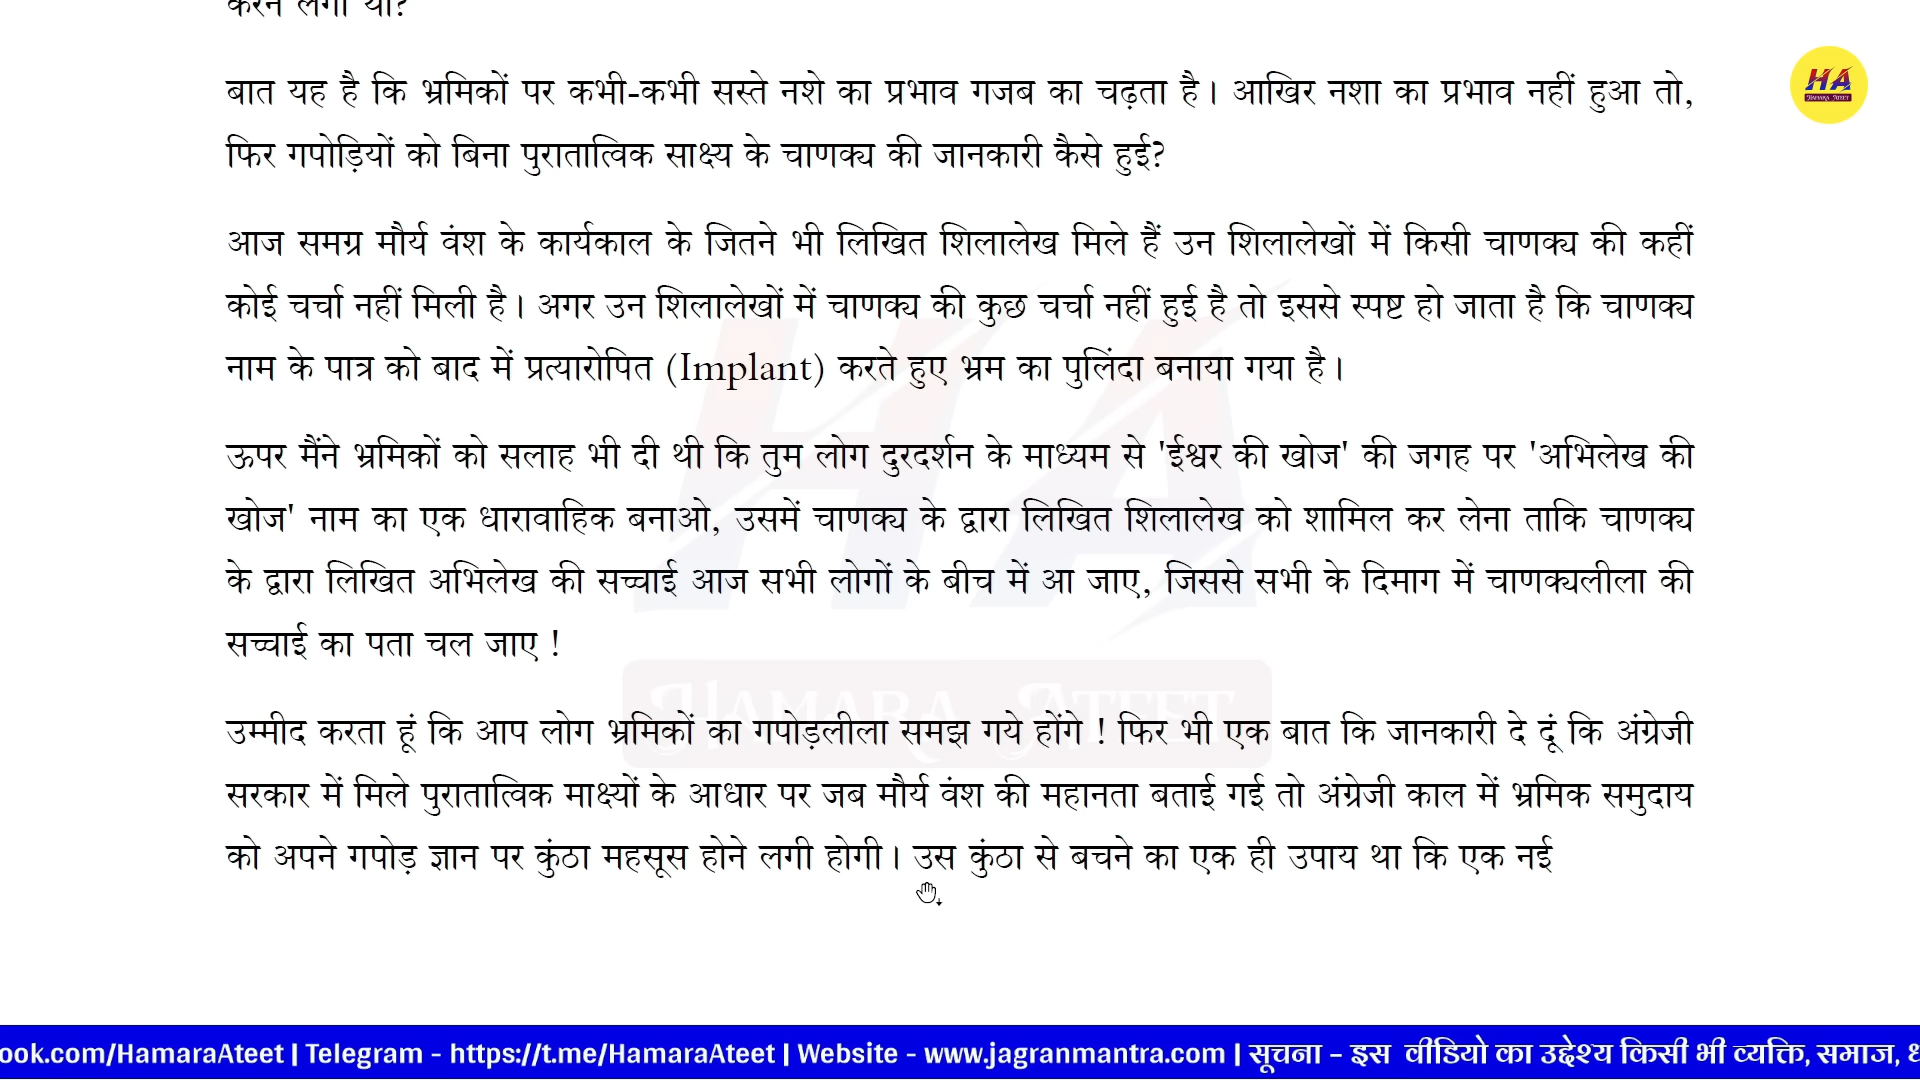 करने लगा था?
HA
HAMARA ATEET
बात यह है कि भ्रमिकों पर कभी-कभी सस्ते नशे का प्रभाव गजब का चढ़ता है। आखिर नशा का प्रभाव नहीं हुआ तो,
फिर गपोड़ियों को बिना पुरातात्विक साक्ष्य के चाणक्य की जानकारी कैसे हुई?
आज समग्र मौर्य वंश के कार्यकाल के जितने भी लिखित शिलालेख मिले हैं उन शिलालेखों में किसी चाणक्य की कहीं
कोई चर्चा नहीं मिली है। अगर उन शिलालेखों में चाणक्य की कुछ चर्चा नहीं हुई है तो इससे स्पष्ट हो जाता है कि चाणक्य
नाम के पात्र को बाद में प्रत्यारोपित (Implant) करते हुए भ्रम का पुलिंदा बनाया गया है।
ऊपर मैंने भ्रमिकों को सलाह भी दी थी कि तुम लोग दुरदर्शन के माध्यम से 'ईश्वर की खोज' की जगह पर 'अभिलेख की
खोज' नाम का एक धारावाहिक बनाओ, उसमें चाणक्य के द्वारा लिखित शिलालेख को शामिल कर लेना ताकि चाणक्य
के द्वारा लिखित अभिलेख की सच्चाई आज सभी लोगों के बीच में आ जाए, जिससे सभी के दिमाग में चाणक्यलीला की
सच्चाई का पता चल जाए !
HA
HAMARA ATEET
उम्मीद करता हूं कि आप लोग भ्रमिकों का गपोड़लीला समझ गये होंगे ! फिर भी एक बात कि जानकारी दे दूं कि अंग्रेजी
सरकार में मिले पुरातात्विक माक्ष्यों के आधार पर जब मौर्य वंश की महानता बताई गई तो अंग्रेजी काल में भ्रमिक समुदाय
को अपने गपोड़ ज्ञान पर कुंठा महसूस होने लगी होगी। उस कुंठा से बचने का एक ही उपाय था कि एक नई
ook.com/HamaraAteet | Telegram - https://t.me/HamaraAteet | Website - www.jagranmantra.com | सूचना – इस वीडियो का उद्देश्य किसी भी व्यक्ति, समाज,